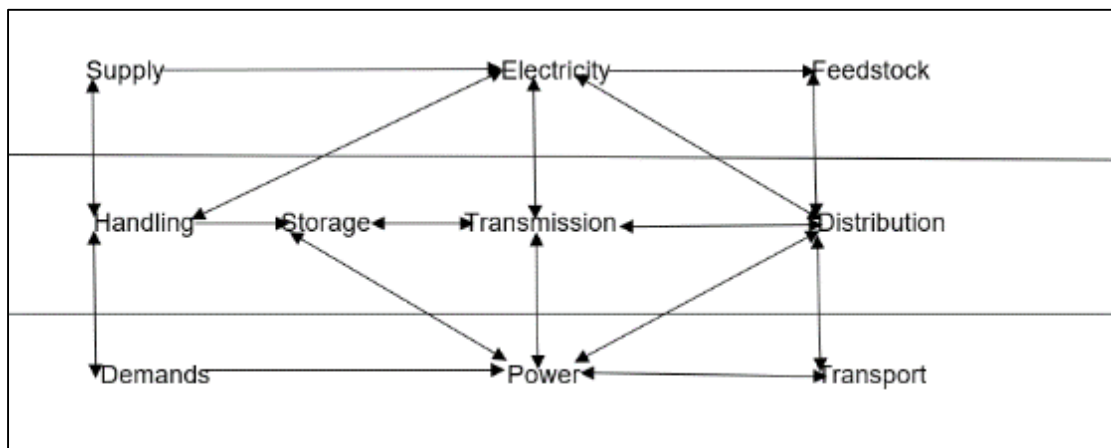 Supply Electricity Feedstock
Handling Storage Transmission Distribution
Demands Power Transport